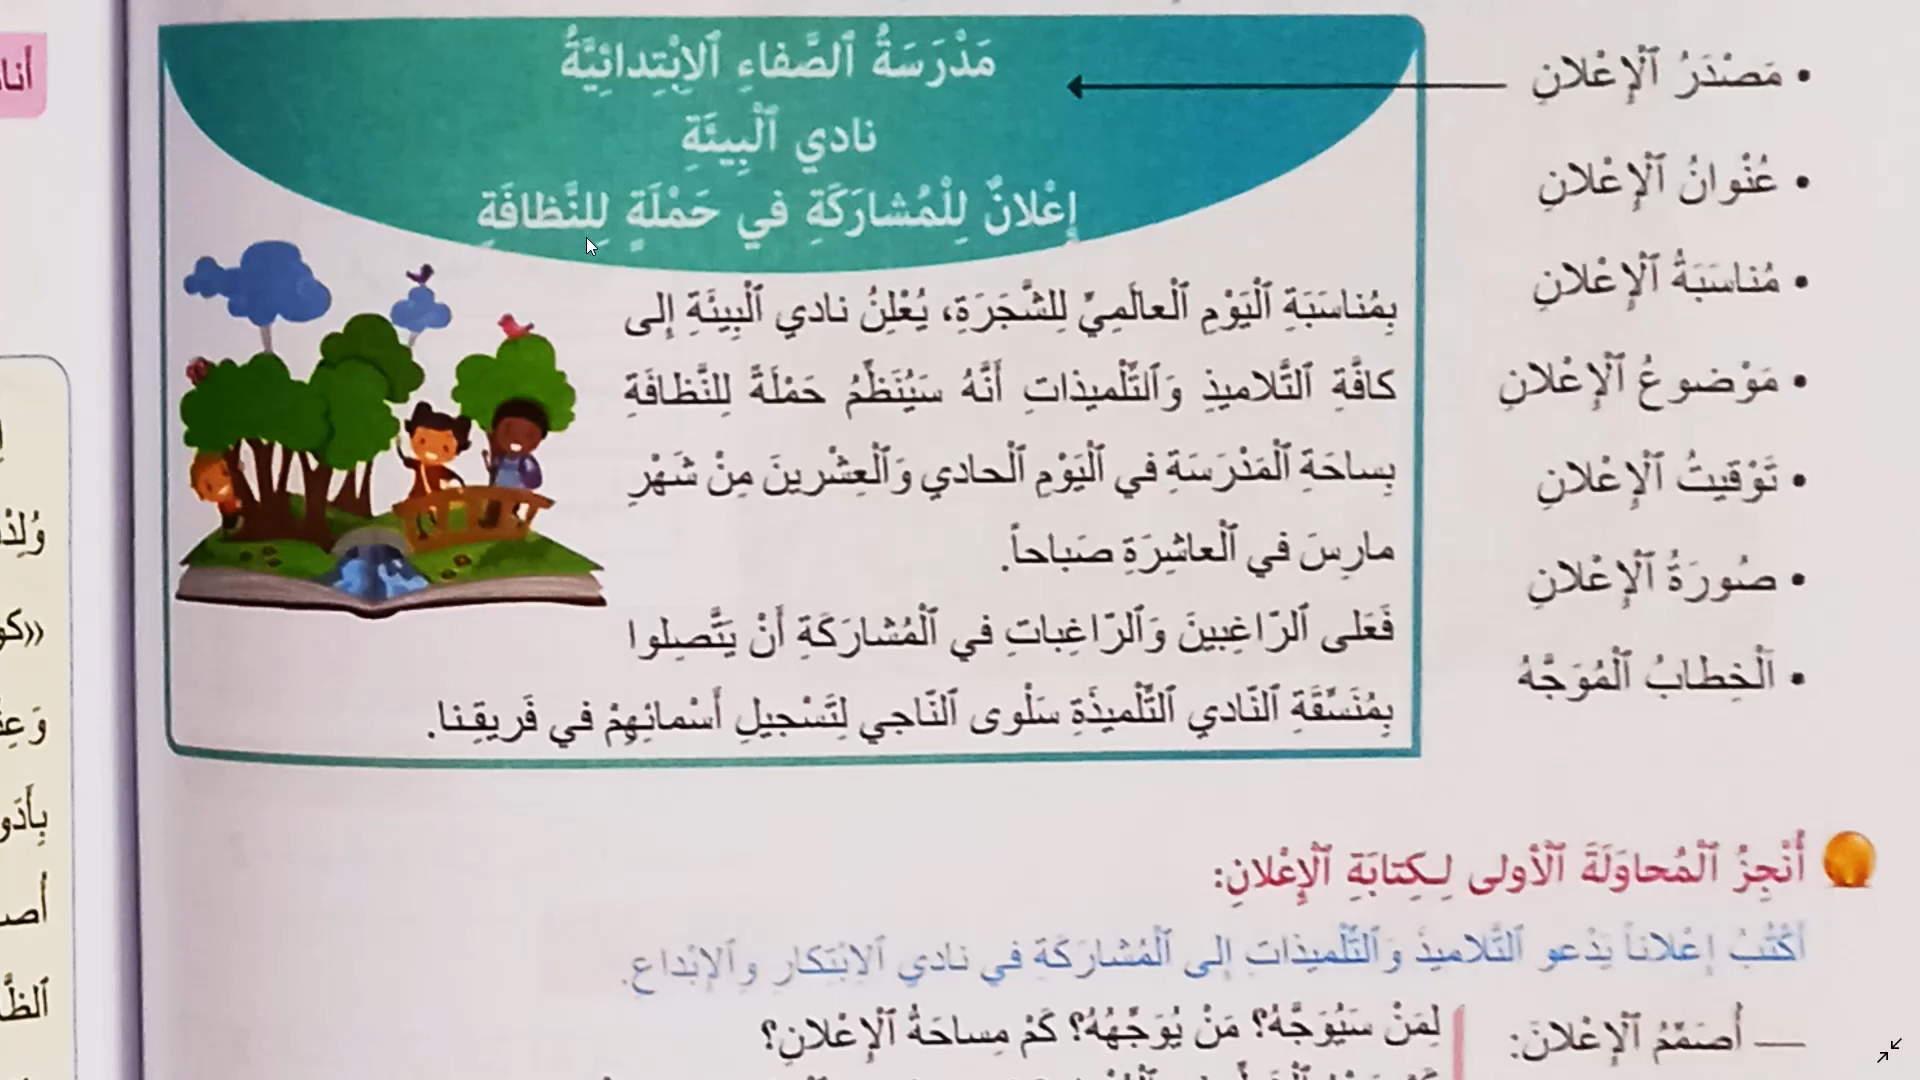 مَدْرَسَةُ ٱلصَّفاءِ ٱلِابْتِدائِيَّةُ
نادي ٱلْبيئَةِ
إِعْلانٌ لِلْمُشارَكَةِ في حَمْلَةٍ لِلنَّظافَةِ
بِمُناسَبَةِ ٱلْيَوْمِ ٱلْعالَمِيِّ لِلشَّجَرَةِ، يُعْلِنُ نادي ٱلْبيئَةِ إِلى
كافَّةِ ٱلتَّلاميذِ وَٱلتِّلْميذاتِ أَنَّهُ سَيُنَظِّمُ حَمْلَةً لِلنَّظافَةِ
بِساحَةِ ٱلْمَدْرَسَةِ في ٱلْيَوْمِ ٱلْحادي وَٱلْعِشْرينَ مِنْ شَهْرِ
مارِسَ في ٱلْعاشِرَةِ صَباحاً.
فَعَلى ٱلرّاغِبينَ وَٱلرّاغِباتِ في ٱلْمُشارَكَةِ أَنْ يَتَّصِلوا
بِمُنَسِّقَةِ ٱلنّادي ٱلتِّلْميذَةِ سَلْوى ٱلنّاجي لِتَسْجيلِ أَسْمائِهِمْ في فَريقِنا.
• مَصْدَرُ ٱلْإِعْلانِ
• عُنْوانُ ٱلْإِعْلانِ
• مُناسَبَةُ ٱلْإِعْلانِ
• مَوْضوعُ ٱلْإِعْلانِ
• تَوْقيتُ ٱلْإِعْلانِ
• صُورَةُ ٱلْإِعْلانِ
• ٱلْخِطابُ ٱلْمُوَجَّهُ
أُنْجِزُ ٱلْمُحاوَلَةَ ٱلْأولى لِكِتابَةِ ٱلْإِعْلانِ:
أَكْتُبُ إِعْلاناً يَدْعو ٱلتَّلاميذَ وَٱلتِّلْميذاتِ إِلى ٱلْمُشارَكَةِ في نادي ٱلِابْتِكارِ وَٱلْإِبْداعِ.
— أُصَمِّمُ ٱلْإِعْلانَ:
لِمَنْ سَيُوَجَّهُ؟ مَنْ يُوَجِّهُهُ؟ كَمْ مِساحَةُ ٱلْإِعْلانِ؟